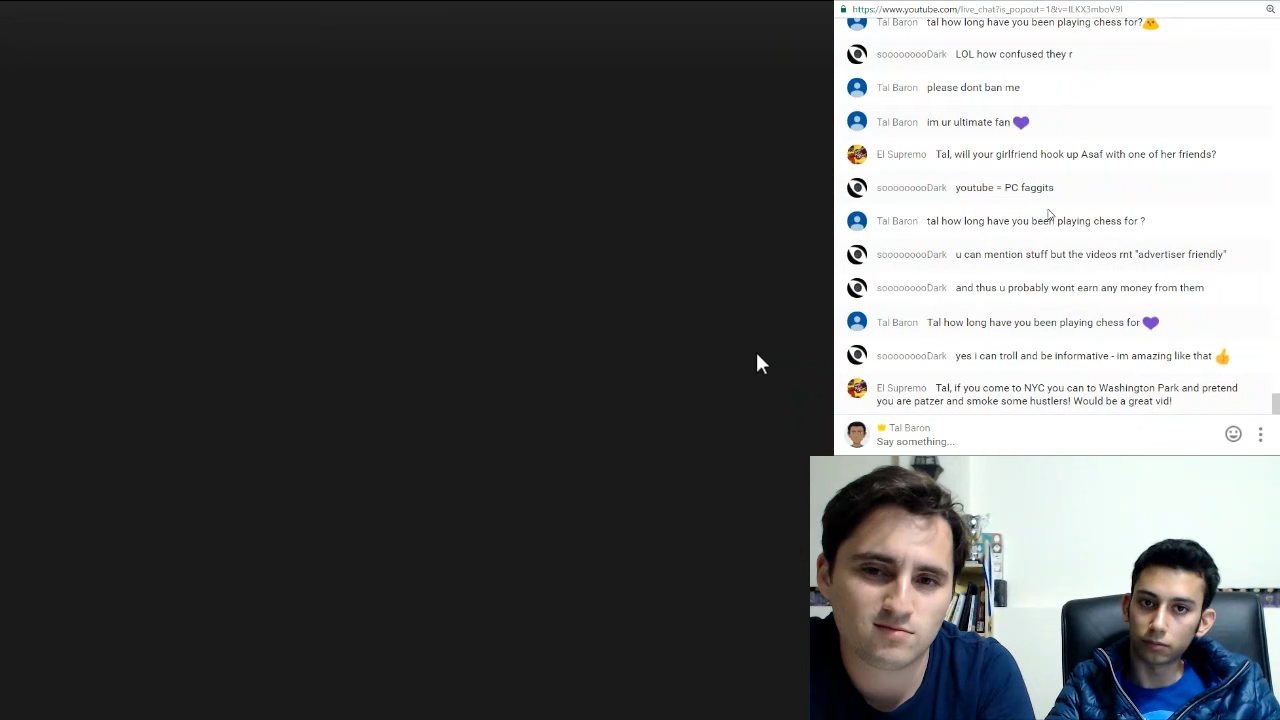 https://www.youtube.com/live_chat?is_popout=1&v=ILKX3mboV9I
Tal Baron tal how long have you been playing chess for?
sooooooooDark LOL how confused they r
Tal Baron please dont ban me
Tal Baron im ur ultimate fan
El Supremo Tal, will your girlfriend hook up Asaf with one of her friends?
sooooooooDark youtube = PC faggits
Tal Baron tal how long have you been playing chess for ?
sooooooooDark u can mention stuff but the videos rnt "advertiser friendly"
sooooooooDark and thus u probably wont earn any money from them
Tal Baron Tal how long have you been playing chess for
sooooooooDark yes i can troll and be informative - im amazing like that
El Supremo Tal, if you come to NYC you can to Washington Park and pretend
you are patzer and smoke some hustlers! Would be a great vid!
Tal Baron
Say something...